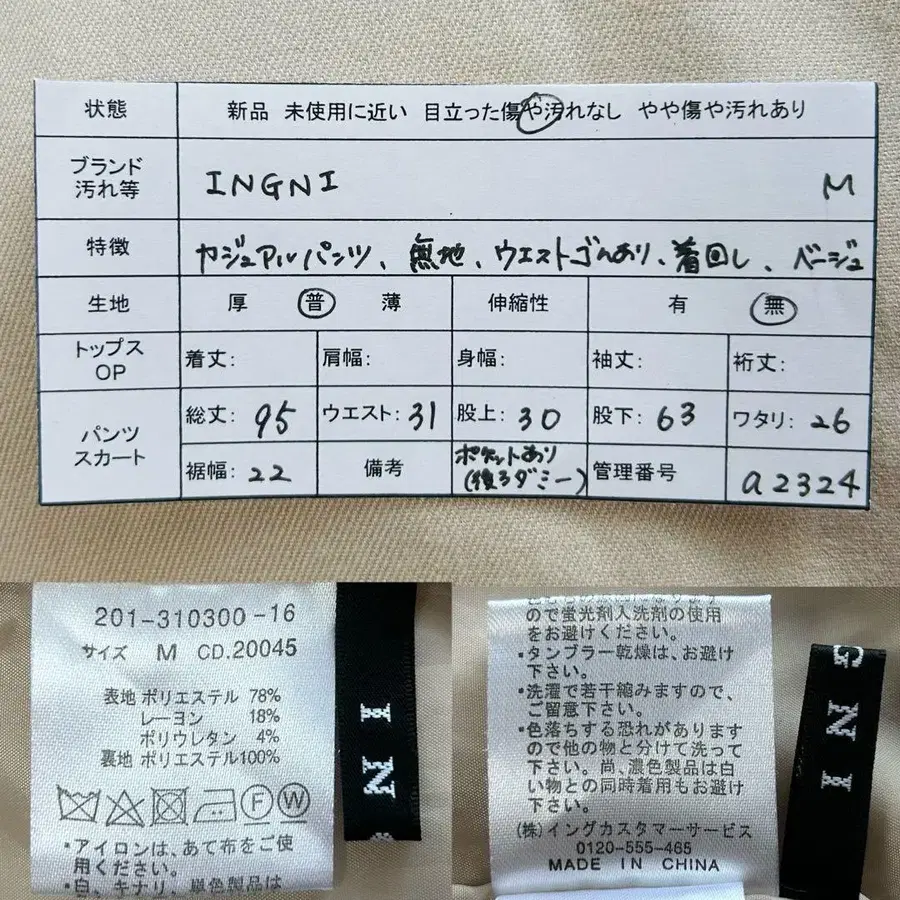 状態 新品 未使用に近い 目立った傷や汚れなし やや傷や汚れあり
ブランド
汚れ等 INGNI M
特徴 カジュアルパンツ、無地、ウエストゴムあり、着回し、ベージュ
生地 厚 普 薄 伸縮性 有 無
トップス
OP 着丈: 肩幅: 身幅: 袖丈: 裄丈:
パンツ
スカート 総丈: 95 ウエスト: 31 股上: 30 股下: 63 ワタリ: 26
裾幅: 22 備考 ポケットあり
(後ろダミー) 管理番号 a2324
201-310300-16
サイズ M CD.20045
表地 ポリエステル 78%
レーヨン 18%
ポリウレタン 4%
裏地 ポリエステル100%
F W
・アイロンは、あて布をご使
用ください。
・白、キナリ、単色製品は
I N
ので蛍光剤入洗剤の使用
をお避けください。
・タンブラー乾燥は、お避け
下さい。
・洗濯で若干縮みますので、
ご留意下さい。
・色落ちする恐れがあります
ので他の物と分けて洗って
下さい。尚、濃色製品は白
い物との同時着用もお避け
下さい。
(株)イングカスタマーサービス
0120-555-465
MADE IN CHINA
G N I